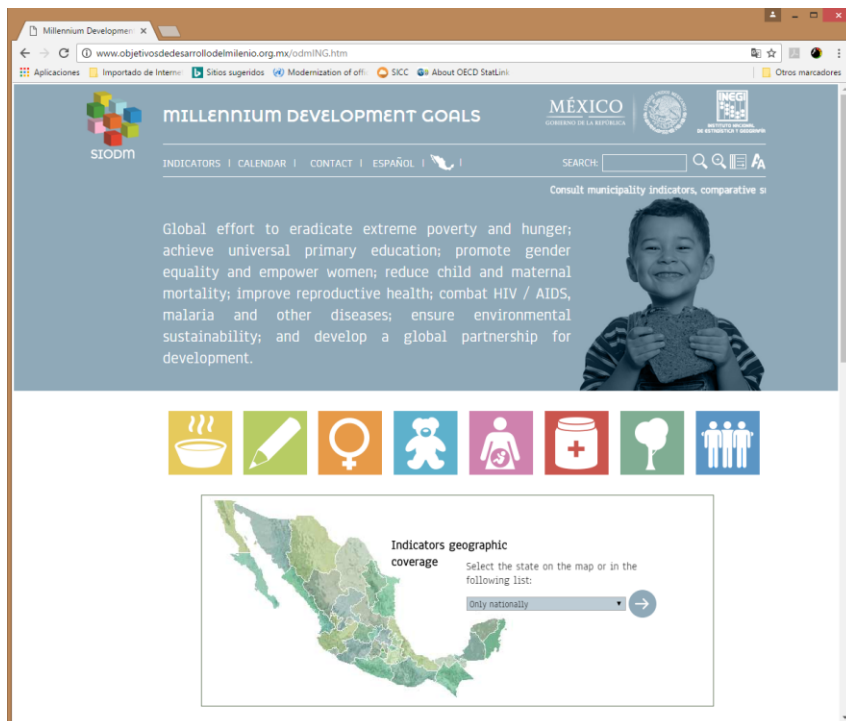 Millennium Developmen
www.objetivosdedesarrollodelmilenio.org.mx/odmING.htm
Aplicaciones Importado de Interne Sitios sugeridos Modernization of offi SICC About OECD StatLink Otros marcadores
MILLENNIUM DEVELOPMENT GOALS
MÉXICO
GOBIERNO DE LA REPÚBLICA
INEGI
INSTITUTO NACIONAL
DE ESTADÍSTICA Y GEOGRAFÍA
SIODM
INDICATORS | CALENDAR | CONTACT | ESPAÑOL |
SEARCH:
Consult municipality indicators, comparative s
Global effort to eradicate extreme poverty and hunger;
achieve universal primary education; promote gender
equality and empower women; reduce child and maternal
mortality; improve reproductive health; combat HIV / AIDS,
malaria and other diseases; ensure environmental
sustainability; and develop a global partnership for
development.
Indicators geographic
coverage
Select the state on the map or in the
following list:
Only nationally